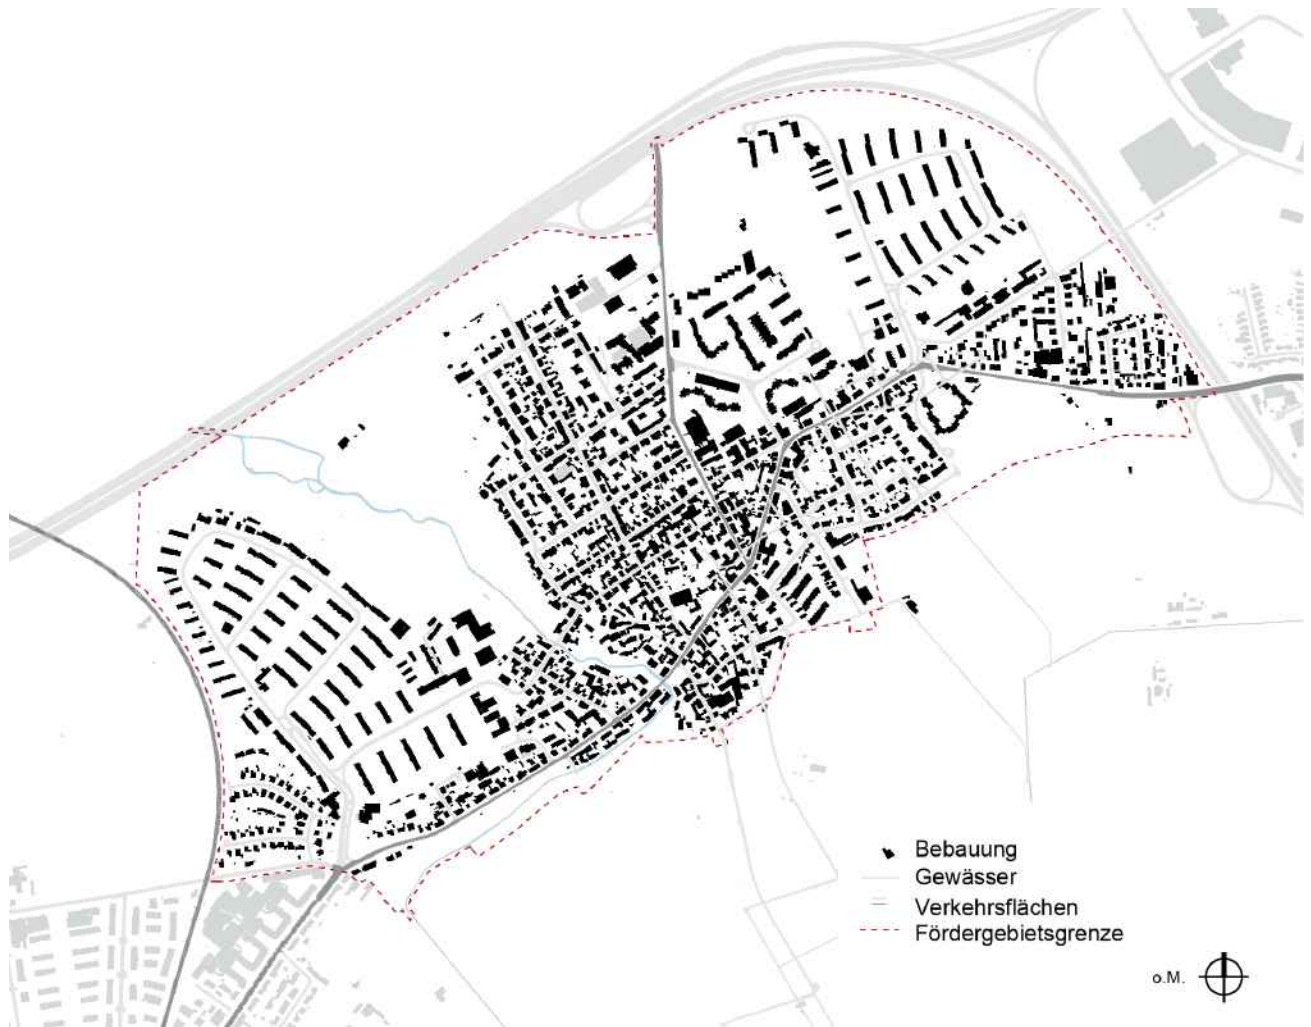 Bebauung
Gewässer
Verkehrsflächen
Fördergebietsgrenze
o.M.